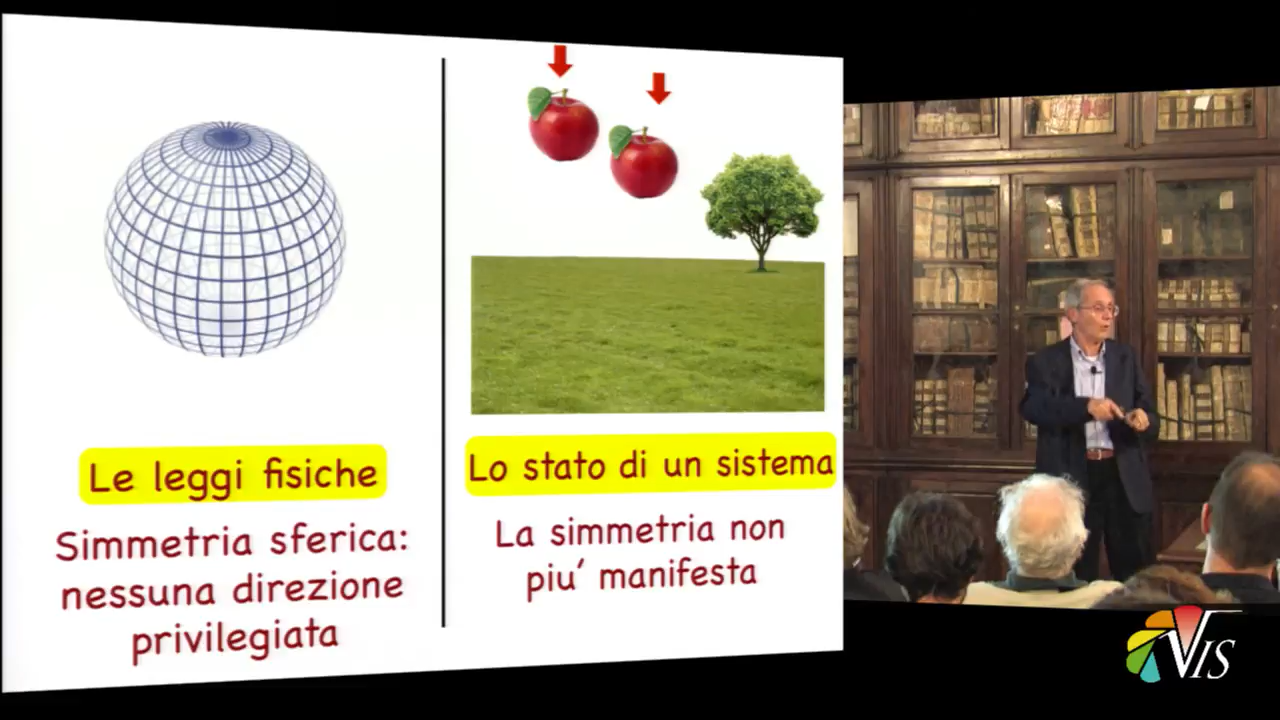 Le leggi fisiche
Simmetria sferica:
nessuna direzione
privilegiata
Lo stato di un sistema
La simmetria non
piu’ manifesta
VIS